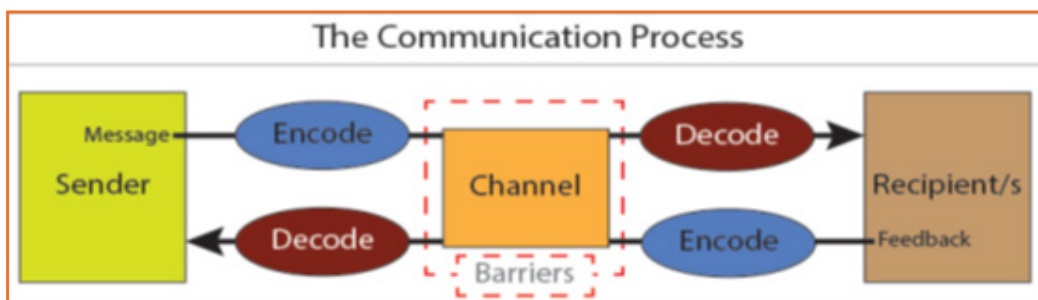 The Communication Process
Message
Encode
Decode
Sender
Channel
Recipient/s
Decode
Encode
Feedback
Barriers